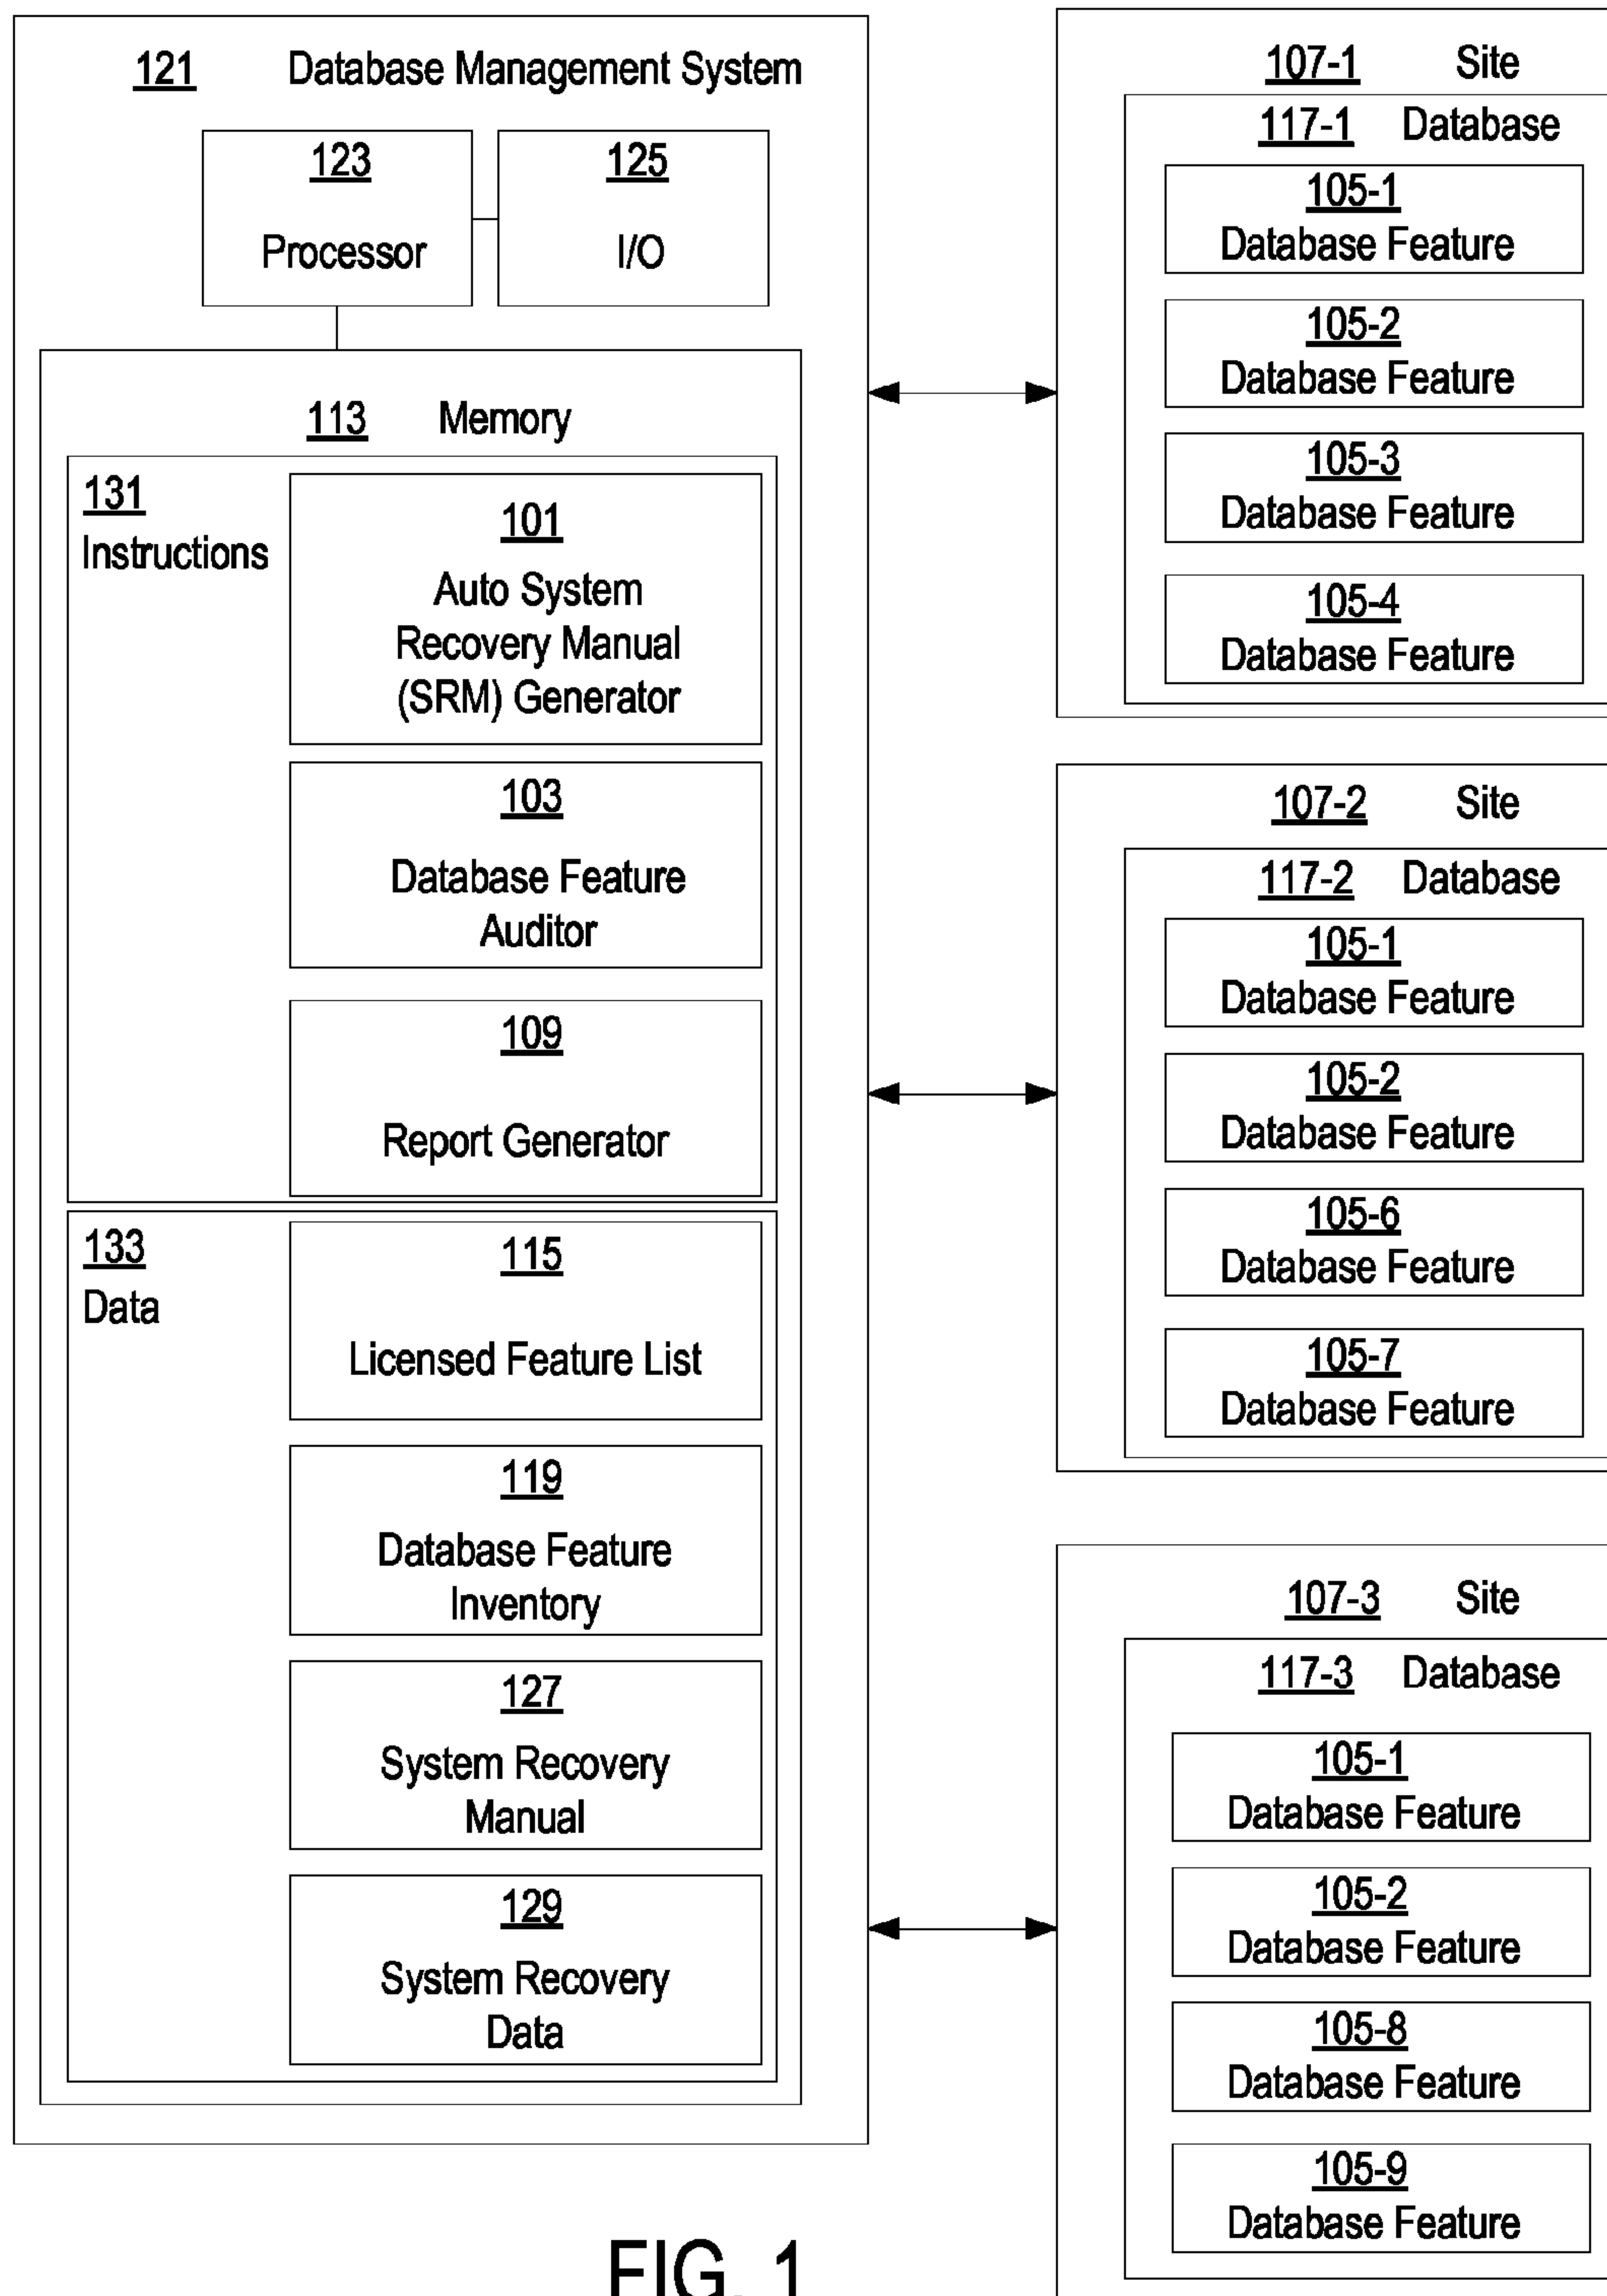 121 Database Management System
123
Processor
125
I/O
113 Memory
131
Instructions
101
Auto System
Recovery Manual
(SRM) Generator
103
Database Feature
Auditor
109
Report Generator
133
Data
115
Licensed Feature List
119
Database Feature
Inventory
127
System Recovery
Manual
129
System Recovery
Data
107-1 Site
117-1 Database
105-1
Database Feature
105-2
Database Feature
105-3
Database Feature
105-4
Database Feature
107-2 Site
117-2 Database
105-1
Database Feature
105-2
Database Feature
105-6
Database Feature
105-7
Database Feature
107-3 Site
117-3 Database
105-1
Database Feature
105-2
Database Feature
105-8
Database Feature
105-9
Database Feature
FIG. 1